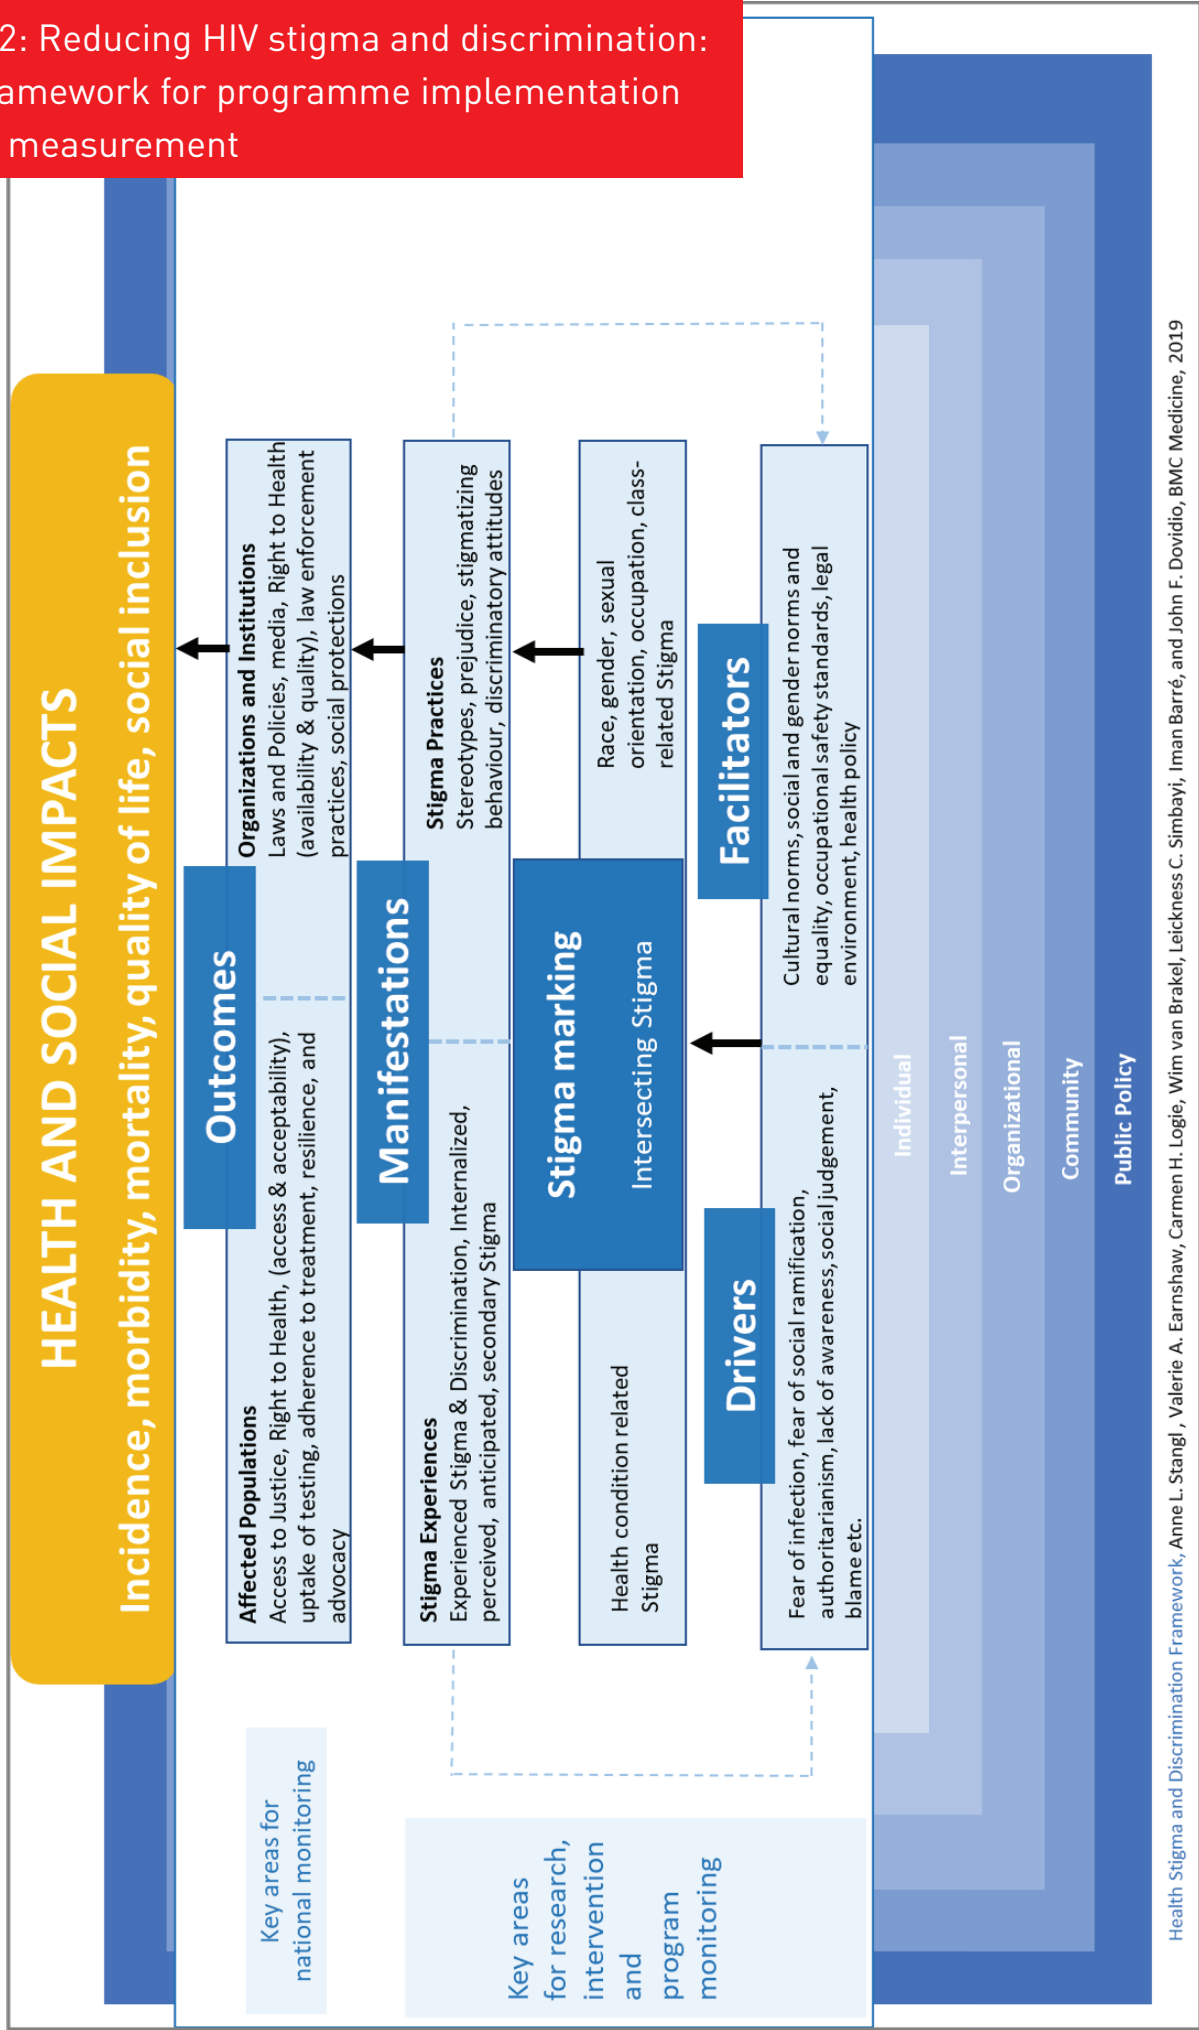 2: Reducing HIV stigma and discrimination:
amework for programme implementation
measurement
HEALTH AND SOCIAL IMPACTS
Incidence, morbidity, mortality, quality of life, social inclusion
Key areas for
national monitoring
Outcomes
Affected Populations
Access to Justice, Right to Health, (access & acceptability),
uptake of testing, adherence to treatment, resilience, and
advocacy
Organizations and Institutions
Laws and Policies, media, Right to Health
(availability & quality), law enforcement
practices, social protections
Key areas
for research,
intervention
and
program
monitoring
Manifestations
Stigma Experiences
Experienced Stigma & Discrimination, Internalized,
perceived, anticipated, secondary Stigma
Stigma Practices
Stereotypes, prejudice, stigmatizing
behaviour, discriminatory attitudes
Stigma marking
Intersecting Stigma
Health condition related
Stigma
Race, gender, sexual
orientation, occupation, class-
related Stigma
Drivers
Fear of infection, fear of social ramification,
authoritarianism, lack of awareness, social judgement,
blame etc.
Facilitators
Cultural norms, social and gender norms and
equality, occupational safety standards, legal
environment, health policy
Individual
Interpersonal
Organizational
Community
Public Policy
Health Stigma and Discrimination Framework, Anne L. Stangl , Valerie A. Earnshaw, Carmen H. Logie, Wim van Brakel, Leickness C. Simbayi, Iman Barré, and John F. Dovidio, BMC Medicine, 2019